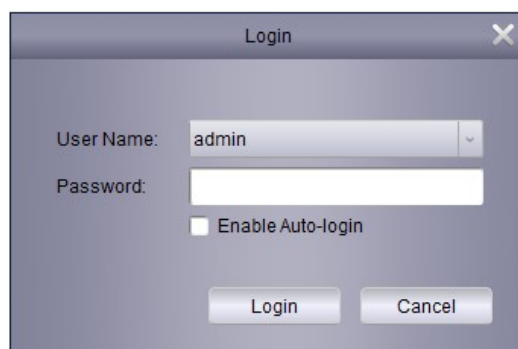 Login
User Name: admin
Password:
Enable Auto-login
Login Cancel